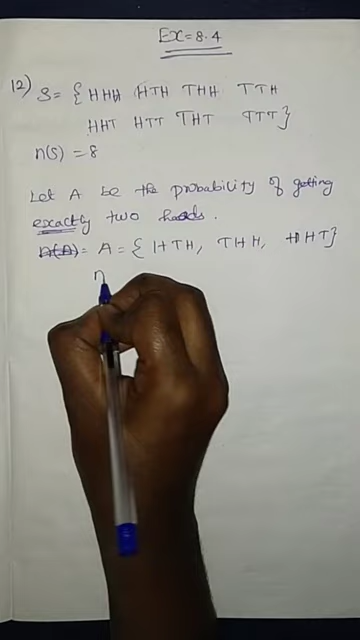 Ex = 8.4
12) S = { HHH HTH THH TTH
HHT HTT THT TTT }
n(S) = 8
Let A be the probability of getting
exactly two heads.
n(A) = A = { HTH, THH, HHT }
n